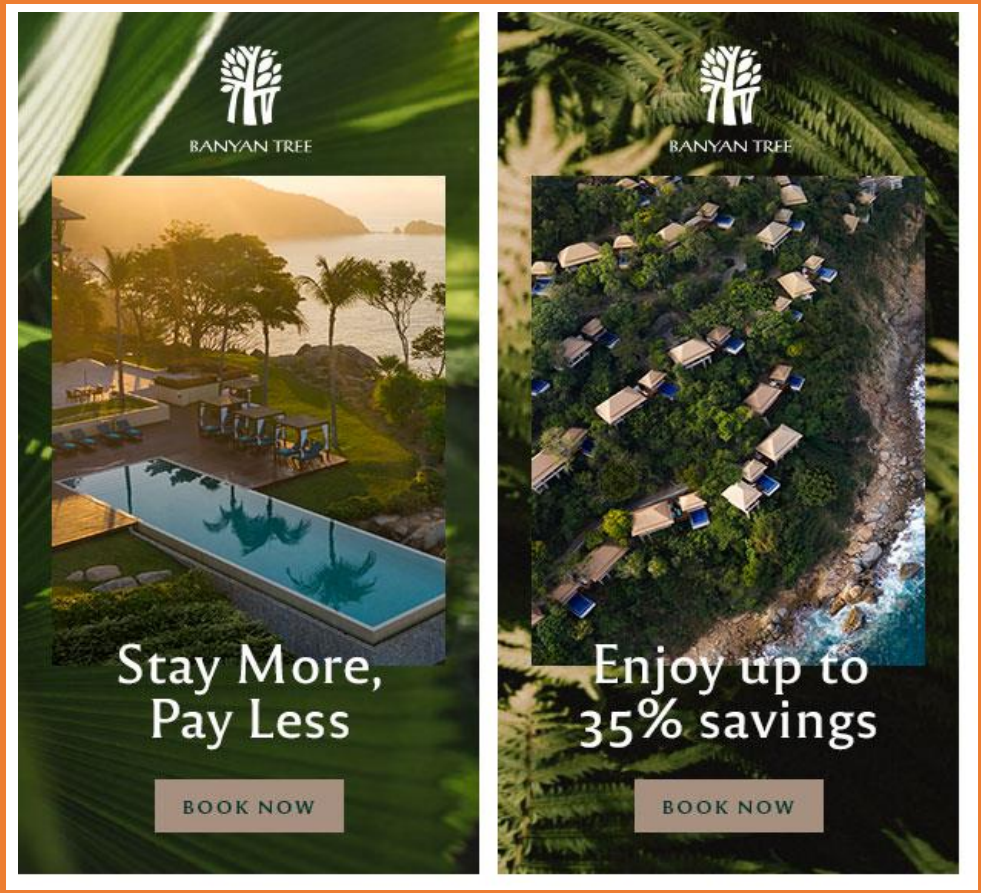 BANYAN TREE
Stay More,
Pay Less
BOOK NOW
BANYAN TREE
Enjoy up to
35% savings
BOOK NOW